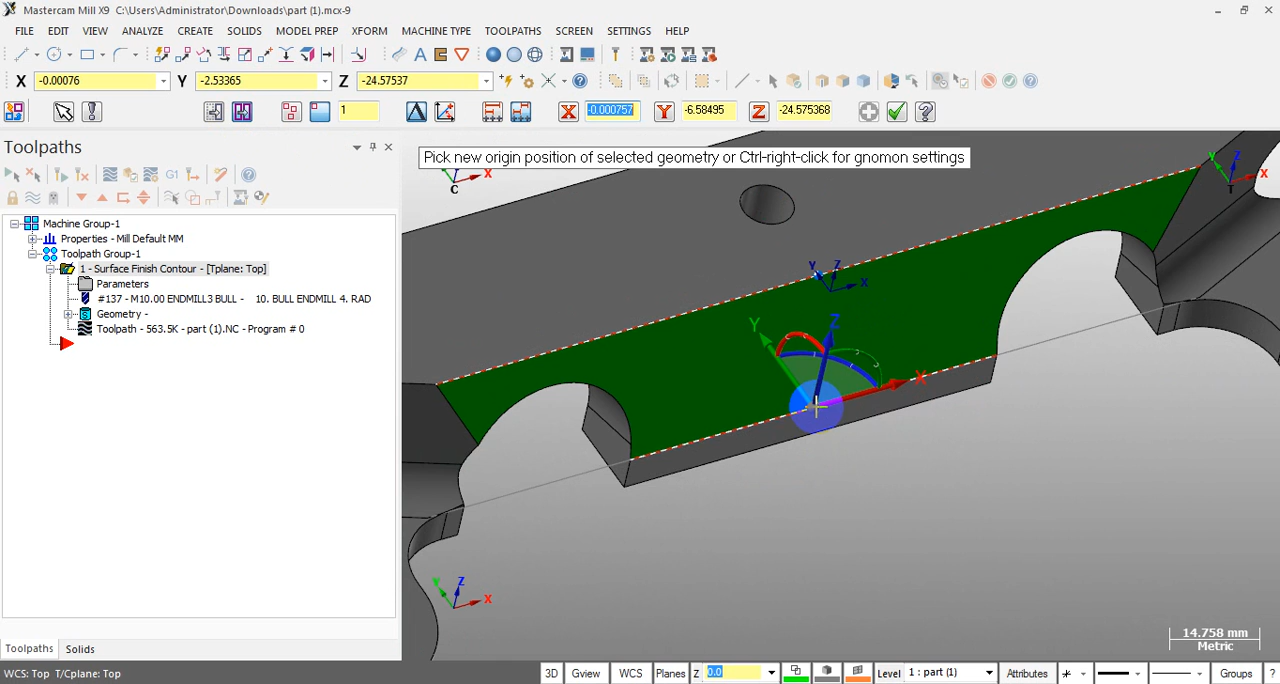 Mastercam Mill X9 C:\Users\Administrator\Downloads\part (1).mcx-9
FILE EDIT VIEW ANALYZE CREATE SOLIDS MODEL PREP XFORM MACHINE TYPE TOOLPATHS SCREEN SETTINGS HELP
X -0.00076 Y -2.53365 Z -24.57537
1 X -0.000757 Y -6.58495 Z -24.575368
Toolpaths
Pick new origin position of selected geometry or Ctrl-right-click for gnomon settings
G1
Machine Group-1
Properties - Mill Default MM
Toolpath Group-1
1 - Surface Finish Contour - [Tplane: Top]
Parameters
#137 - M10.00 ENDMILL3 BULL - 10. BULL ENDMILL 4. RAD
Geometry -
Toolpath - 563.5K - part (1).NC - Program # 0
X
C
Y Z X
T
Y Z X
Y Z X
Y Z X
14.758 mm
Metric
Toolpaths Solids
WCS: Top T/Cplane: Top 3D Gview WCS Planes Z 0.0 Level 1 : part (1) Attributes Groups ?